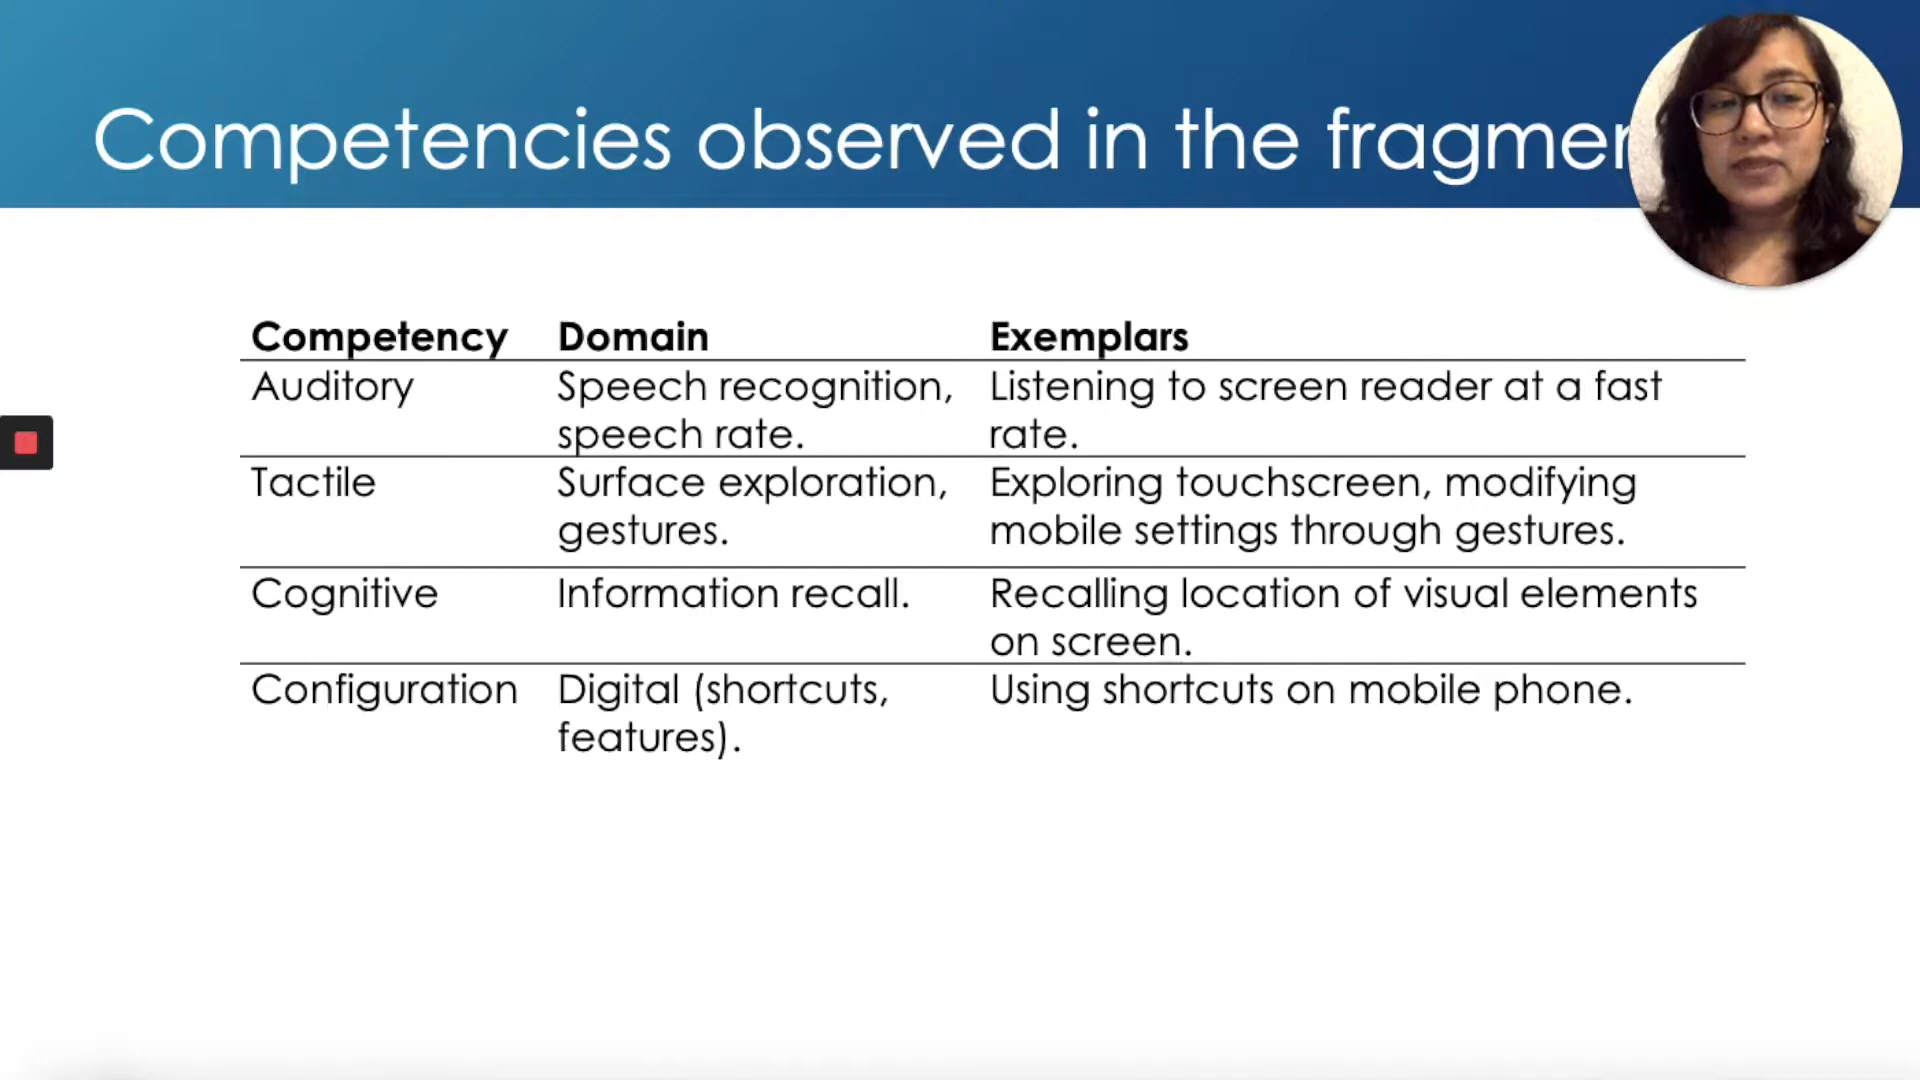 Competencies observed in the fragmen
Competency Domain Exemplars
Auditory Speech recognition, Listening to screen reader at a fast
speech rate. rate.
Tactile Surface exploration, Exploring touchscreen, modifying
gestures. mobile settings through gestures.
Cognitive Information recall. Recalling location of visual elements
on screen.
Configuration Digital (shortcuts, Using shortcuts on mobile phone.
features).